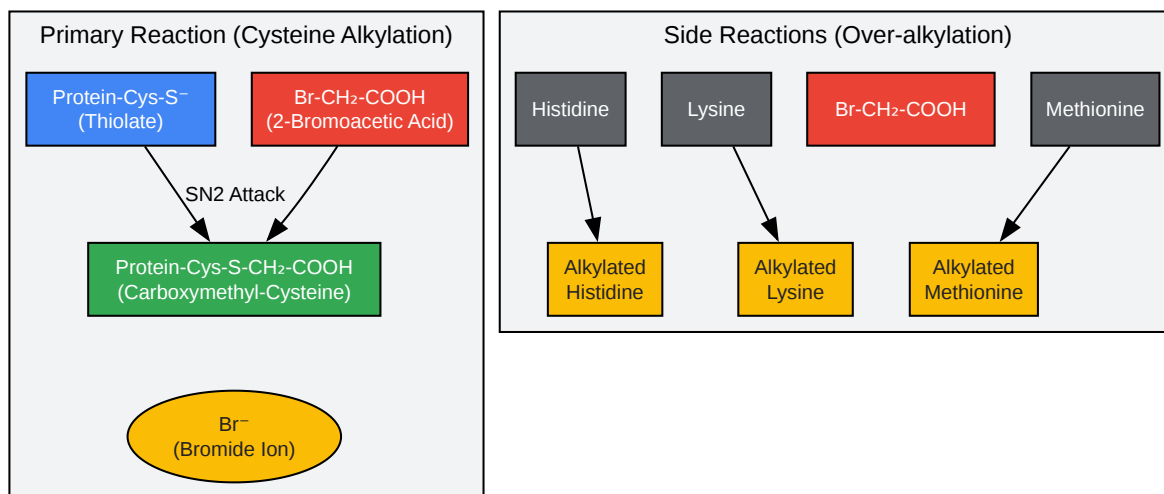 Primary Reaction (Cysteine Alkylation)
Protein-Cys-S⁻
(Thiolate)
Br-CH₂-COOH
(2-Bromoacetic Acid)
SN2 Attack
Protein-Cys-S-CH₂-COOH
(Carboxymethyl-Cysteine)
Br⁻
(Bromide Ion)
Side Reactions (Over-alkylation)
Histidine
Lysine
Br-CH₂-COOH
Methionine
Alkylated
Histidine
Alkylated
Lysine
Alkylated
Methionine